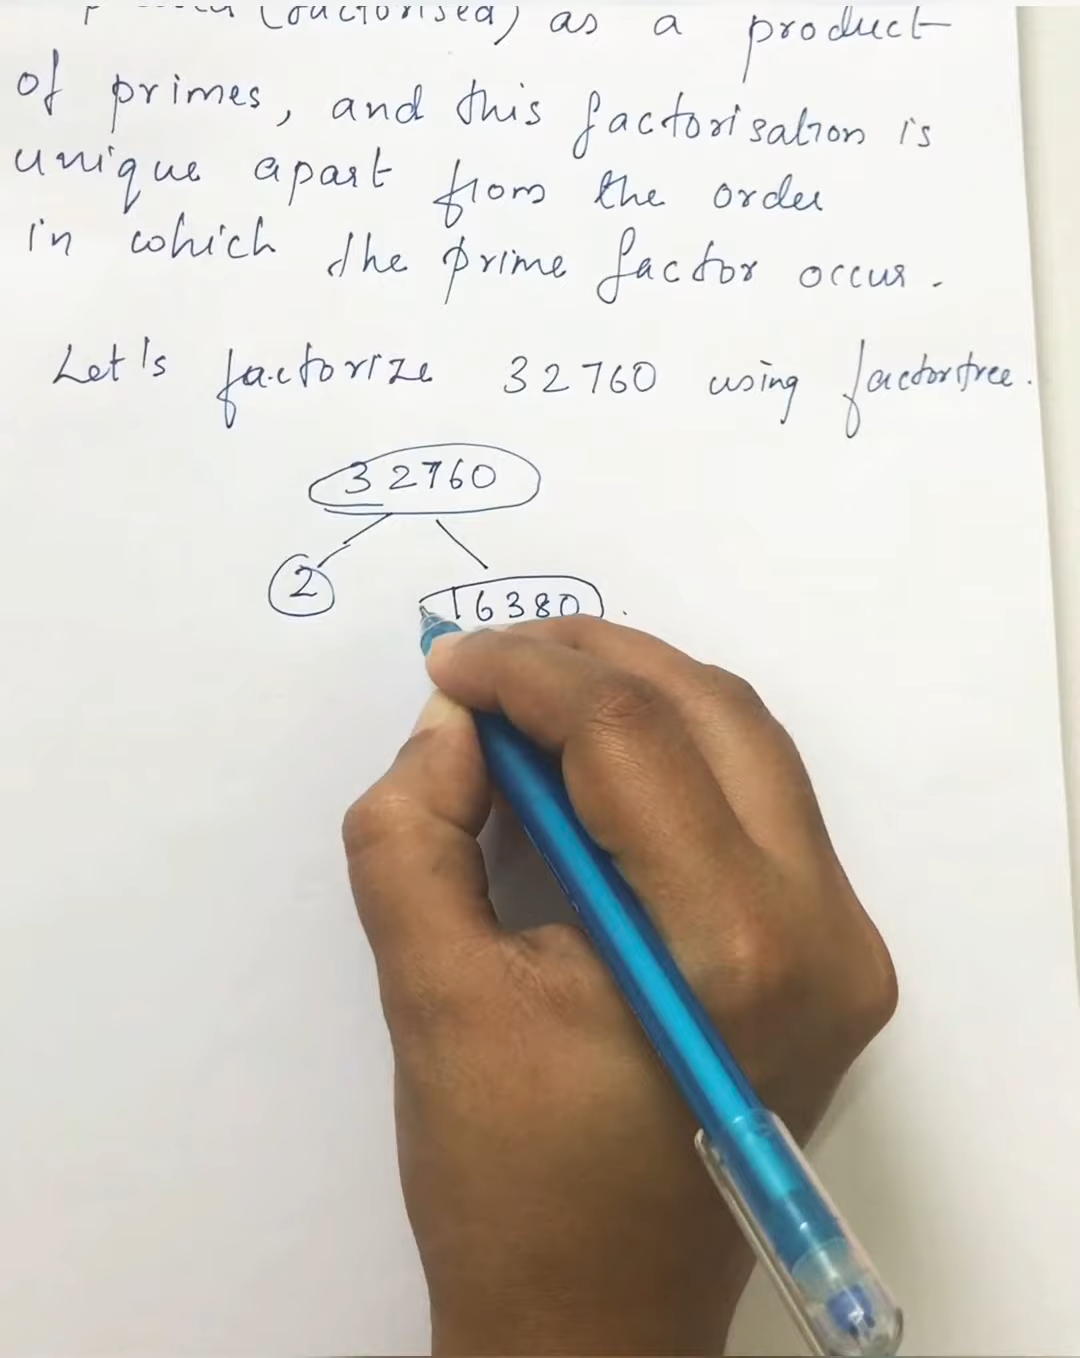 as a product
of primes, and this factorisation is
unique apart from the order
in which the prime factor occur.
Let's factorize 32760 using factor tree.
32760
2
16380